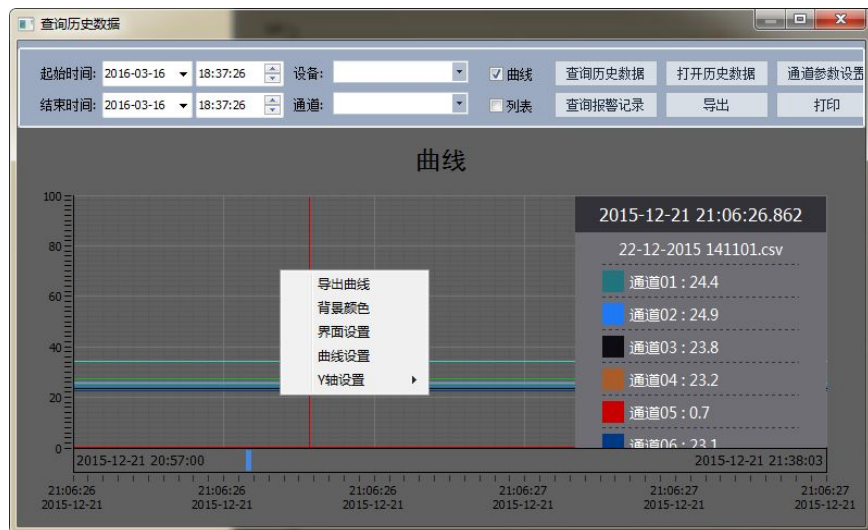 查询历史数据
起始时间: 2016-03-16 18:37:26 设备: 曲线 查询历史数据 打开历史数据 通道参数设置
结束时间: 2016-03-16 18:37:26 通道: 列表 查询报警记录 导出 打印
曲线
100
80
60
40
20
0
2015-12-21 21:06:26.862
22-12-2015 141101.csv
通道01 : 24.4
通道02 : 24.9
通道03 : 23.8
通道04 : 23.2
通道05 : 0.7
通道06 : 23.1
导出曲线
背景颜色
界面设置
曲线设置
Y轴设置
2015-12-21 20:57:00 2015-12-21 21:38:03
21:06:26 21:06:26 21:06:26 21:06:27 21:06:27 21:06:27
2015-12-21 2015-12-21 2015-12-21 2015-12-21 2015-12-21 2015-12-21